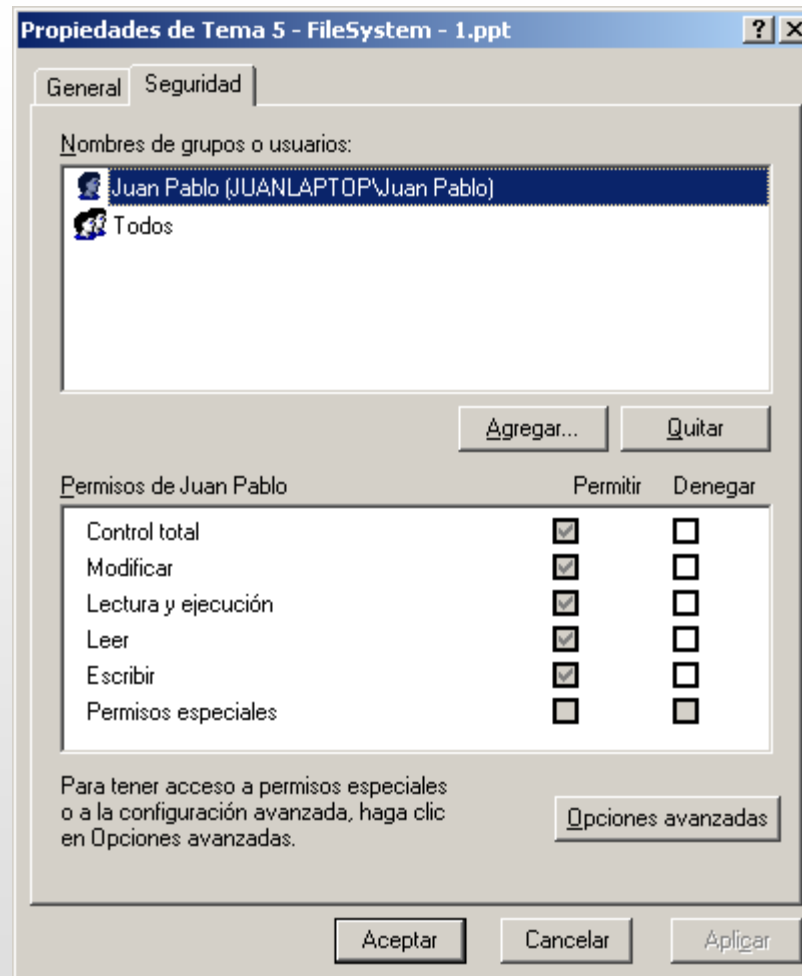 Propiedades de Tema 5 - FileSystem - 1.ppt
General Seguridad
Nombres de grupos o usuarios:
Juan Pablo (JUANLAPTOP\Juan Pablo)
Todos
Agregar... Quitar
Permisos de Juan Pablo Permitir Denegar
Control total
Modificar
Lectura y ejecución
Leer
Escribir
Permisos especiales
Para tener acceso a permisos especiales
o a la configuración avanzada, haga clic
en Opciones avanzadas.
Opciones avanzadas
Aceptar Cancelar Aplicar